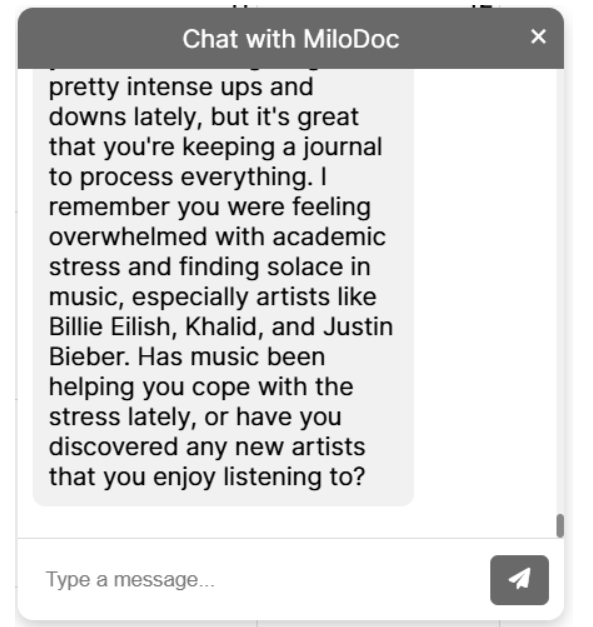 Chat with MiloDoc
×
pretty intense ups and
downs lately, but it's great
that you're keeping a journal
to process everything. I
remember you were feeling
overwhelmed with academic
stress and finding solace in
music, especially artists like
Billie Eilish, Khalid, and Justin
Bieber. Has music been
helping you cope with the
stress lately, or have you
discovered any new artists
that you enjoy listening to?
Type a message...